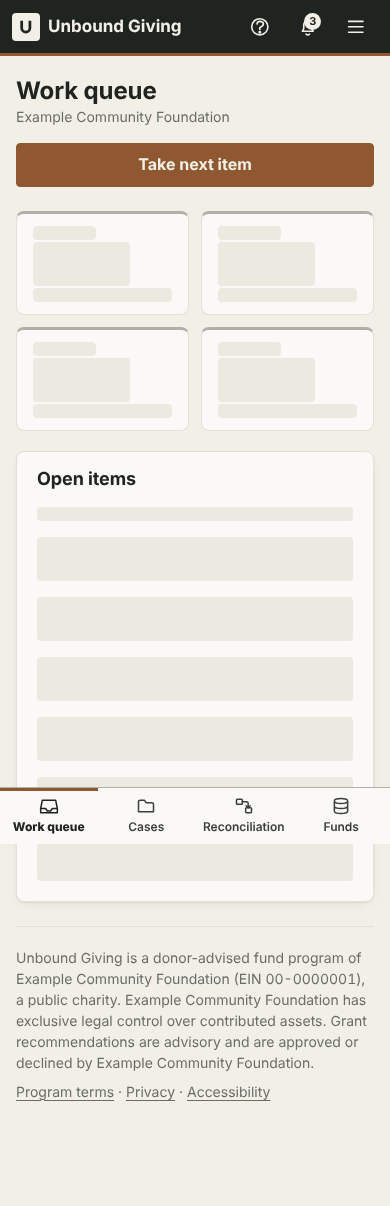 U Unbound Giving 3
Work queue
Example Community Foundation
Take next item
Open items
Work queue Cases Reconciliation Funds
Unbound Giving is a donor-advised fund program of
Example Community Foundation (EIN 00-0000001),
a public charity. Example Community Foundation has
exclusive legal control over contributed assets. Grant
recommendations are advisory and are approved or
declined by Example Community Foundation.
Program terms · Privacy · Accessibility